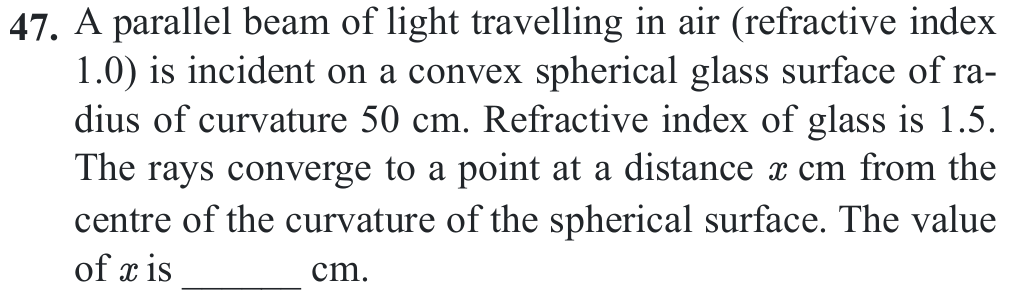 47. A parallel beam of light travelling in air (refractive index
1.0) is incident on a convex spherical glass surface of ra-
dius of curvature 50 cm. Refractive index of glass is 1.5.
The rays converge to a point at a distance x cm from the
centre of the curvature of the spherical surface. The value
of x is ______ cm.